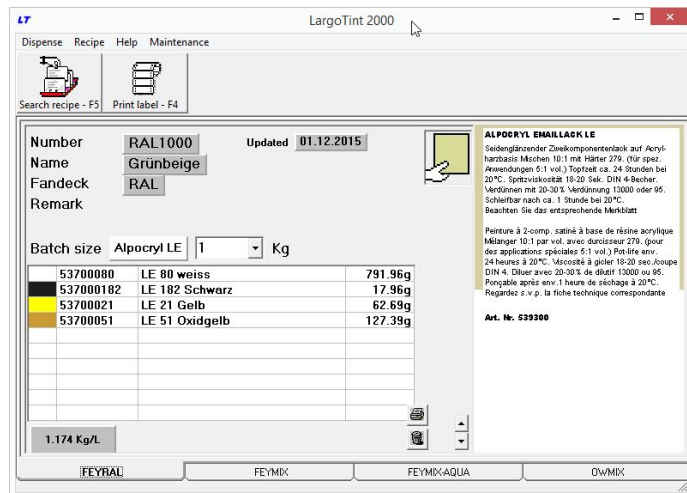 LT LargoTint 2000
Dispense Recipe Help Maintenance
Search recipe - F5 Print label - F4
Number RAL1000 Updated 01.12.2015
Name Grünbeige
Fandeck RAL
Remark
Batch size Alpocryl LE 1 Kg
53700080 LE 80 weiss 791.96g
537000182 LE 182 Schwarz 17.96g
53700021 LE 21 Gelb 62.69g
53700051 LE 51 Oxidgelb 127.39g
1.174 Kg/L
ALPOCRYL EMAILLACK LE
Seidenglänzender Zweikomponentenlack auf Acryl-
harzbasis Mischen 10:1 mit Härter 279. (für spez.
Anwendungen 5:1 vol.) Topfzeit ca. 24 Stunden bei
20°C. Spritzviskosität 18-20 Sek. DIN 4-Becher.
Verdünnen mit 20-30% Verdünnung 13000 oder 95.
Schleifbar nach ca. 1 Stunde bei 20°C.
Beachten Sie das entsprechende Merkblatt
Peinture à 2-comp. satiné à base de résine acrylique
Mélanger 10:1 par vol. avec durcisseur 279. (pour
des applications spéciales 5:1 vol.) Pot-life env.
24 heures à 20°C. Viscosité à gicler 18-20 sec./coupe
DIN 4. Diluer avec 20-30% de dilutif 13000 ou 95.
Ponçable après env.1 heure de séchage à 20°C.
Regardez s.v.p. la fiche technique correspondante
Art. Nr. 539300
FEYRAL FEYMIX FEYMIX-AQUA OWMIX